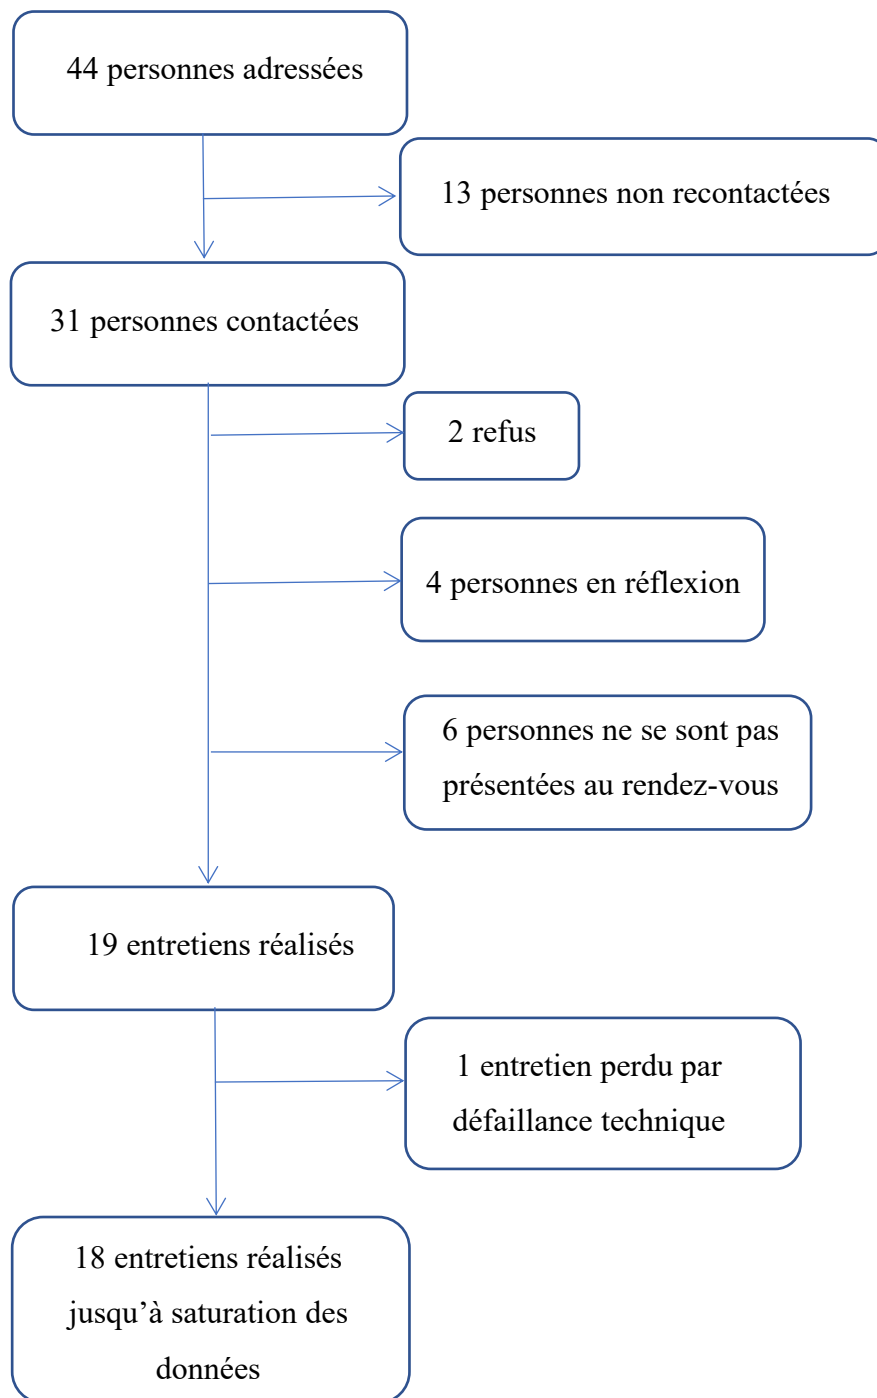 44 personnes adressées
13 personnes non recontactées
31 personnes contactées
2 refus
4 personnes en réflexion
6 personnes ne se sont pas
présentées au rendez-vous
19 entretiens réalisés
1 entretien perdu par
défaillance technique
18 entretiens réalisés
jusqu’à saturation des
données